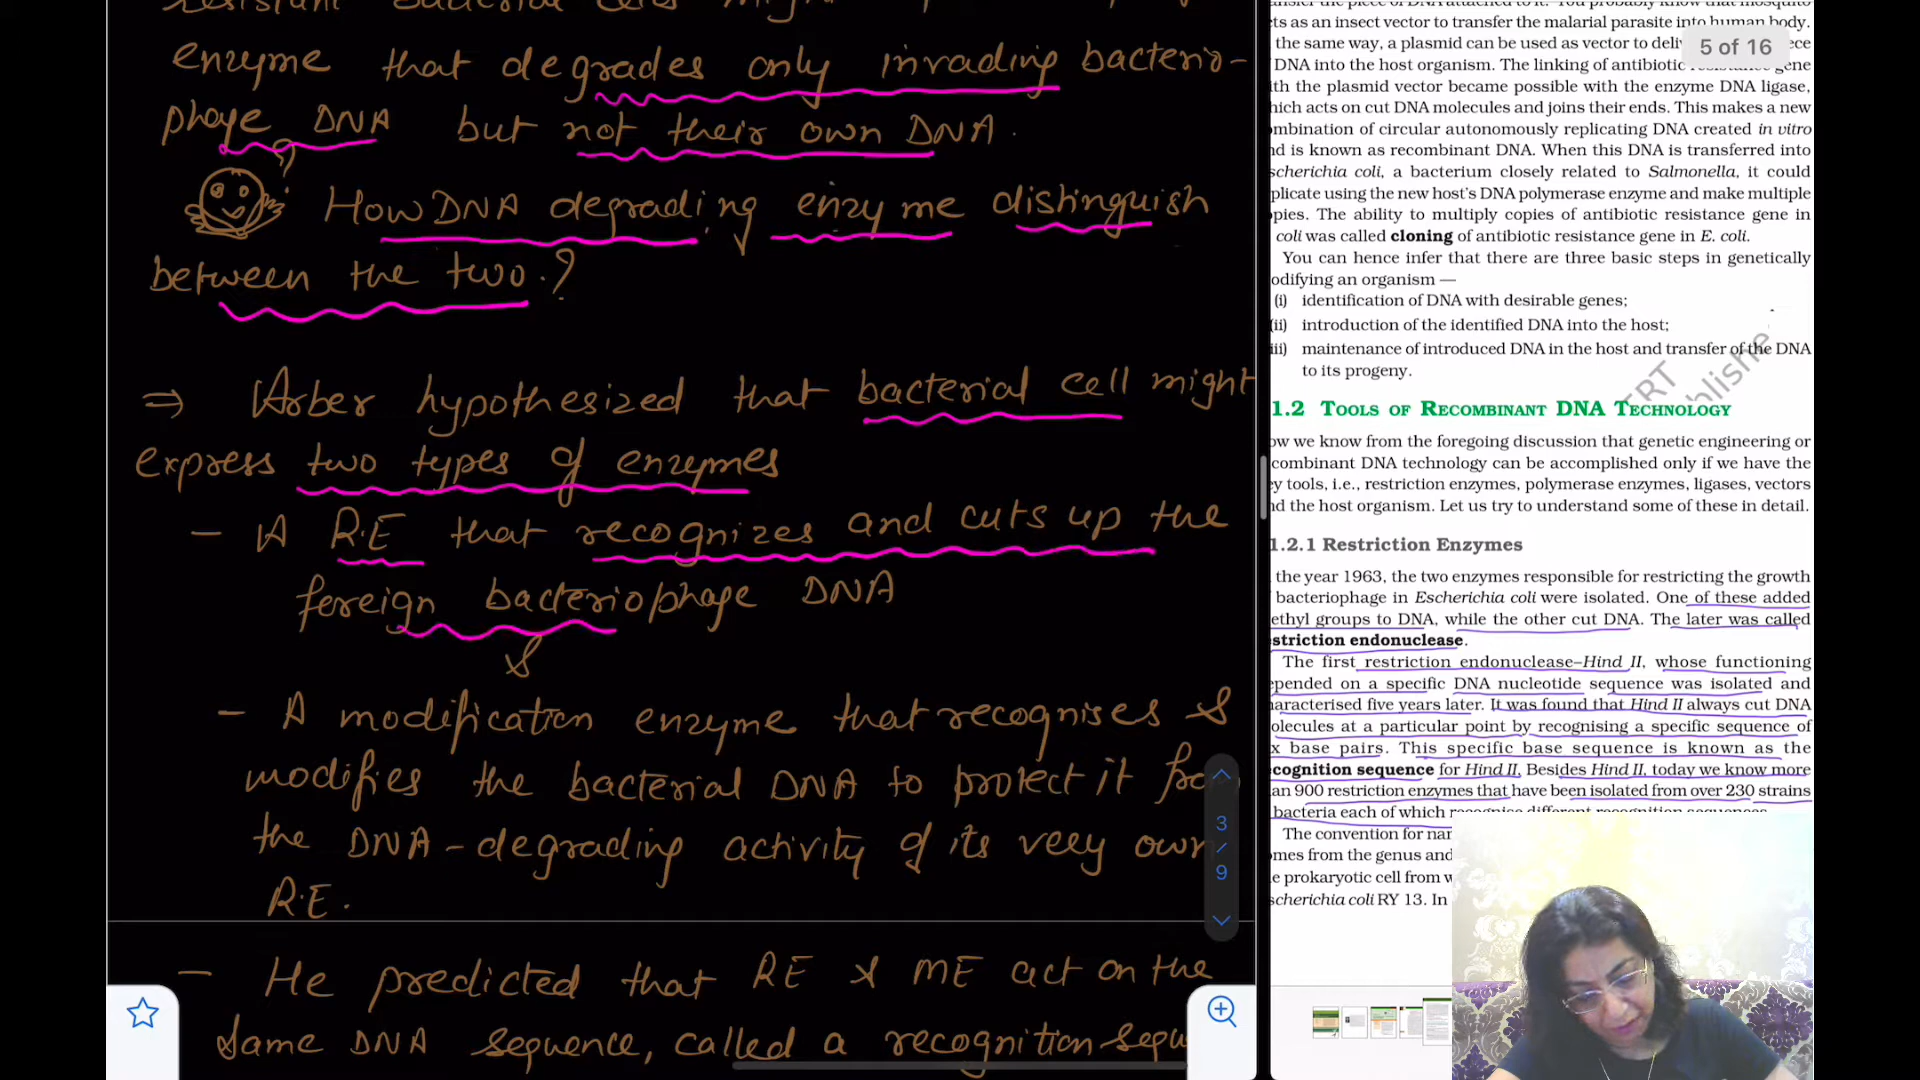 enzyme that degrades only invading bacterio-
phage DNA but not their own DNA.
How DNA degrading enzyme distinguish
between the two.?
⇒ Arber hypothesized that bacterial cell might
express two types of enzymes
- A R.E that recognizes and cuts up the
foreign bacteriophage DNA
&
- A modification enzyme that recognises &
modifies the bacterial DNA to protect it
the DNA-degrading activity of its very own
R.E.
- He predicted that RE & ME act on the
Same DNA sequence, called a recognition
3
/
9
5 of 16
ts as an insect vector to transfer the malarial parasite into human body.
the same way, a plasmid can be used as vector to
DNA into the host organism. The linking of antibiotic gene
th the plasmid vector became possible with the enzyme DNA ligase,
hich acts on cut DNA molecules and joins their ends. This makes a new
ombination of circular autonomously replicating DNA created in vitro
nd is known as recombinant DNA. When this DNA is transferred into
scherichia coli, a bacterium closely related to Salmonella, it could
plicate using the new host's DNA polymerase enzyme and make multiple
pies. The ability to multiply copies of antibiotic resistance gene in
coli was called cloning of antibiotic resistance gene in E. coli.
You can hence infer that there are three basic steps in genetically
odifying an organism —
(i) identification of DNA with desirable genes;
(ii) introduction of the identified DNA into the host;
iii) maintenance of introduced DNA in the host and transfer of the DNA
to its progeny.
1.2 TOOLS OF RECOMBINANT DNA TECHNOLOGY
ow we know from the foregoing discussion that genetic engineering or
combinant DNA technology can be accomplished only if we have the
ey tools, i.e., restriction enzymes, polymerase enzymes, ligases, vectors
nd the host organism. Let us try to understand some of these in detail.
1.2.1 Restriction Enzymes
the year 1963, the two enzymes responsible for restricting the growth
bacteriophage in Escherichia coli were isolated. One of these added
ethyl groups to DNA, while the other cut DNA. The later was called
striction endonuclease.
The first restriction endonuclease–Hind II, whose functioning
epended on a specific DNA nucleotide sequence was isolated and
haracterised five years later. It was found that Hind II always cut DNA
olecules at a particular point by recognising a specific sequence of
x base pairs. This specific base sequence is known as the
cognition sequence for Hind II. Besides Hind II, today we know more
an 900 restriction enzymes that have been isolated from over 230 strains
bacteria each of which
The convention for
omes from the genus and
e prokaryotic cell from
scherichia coli RY 13. In